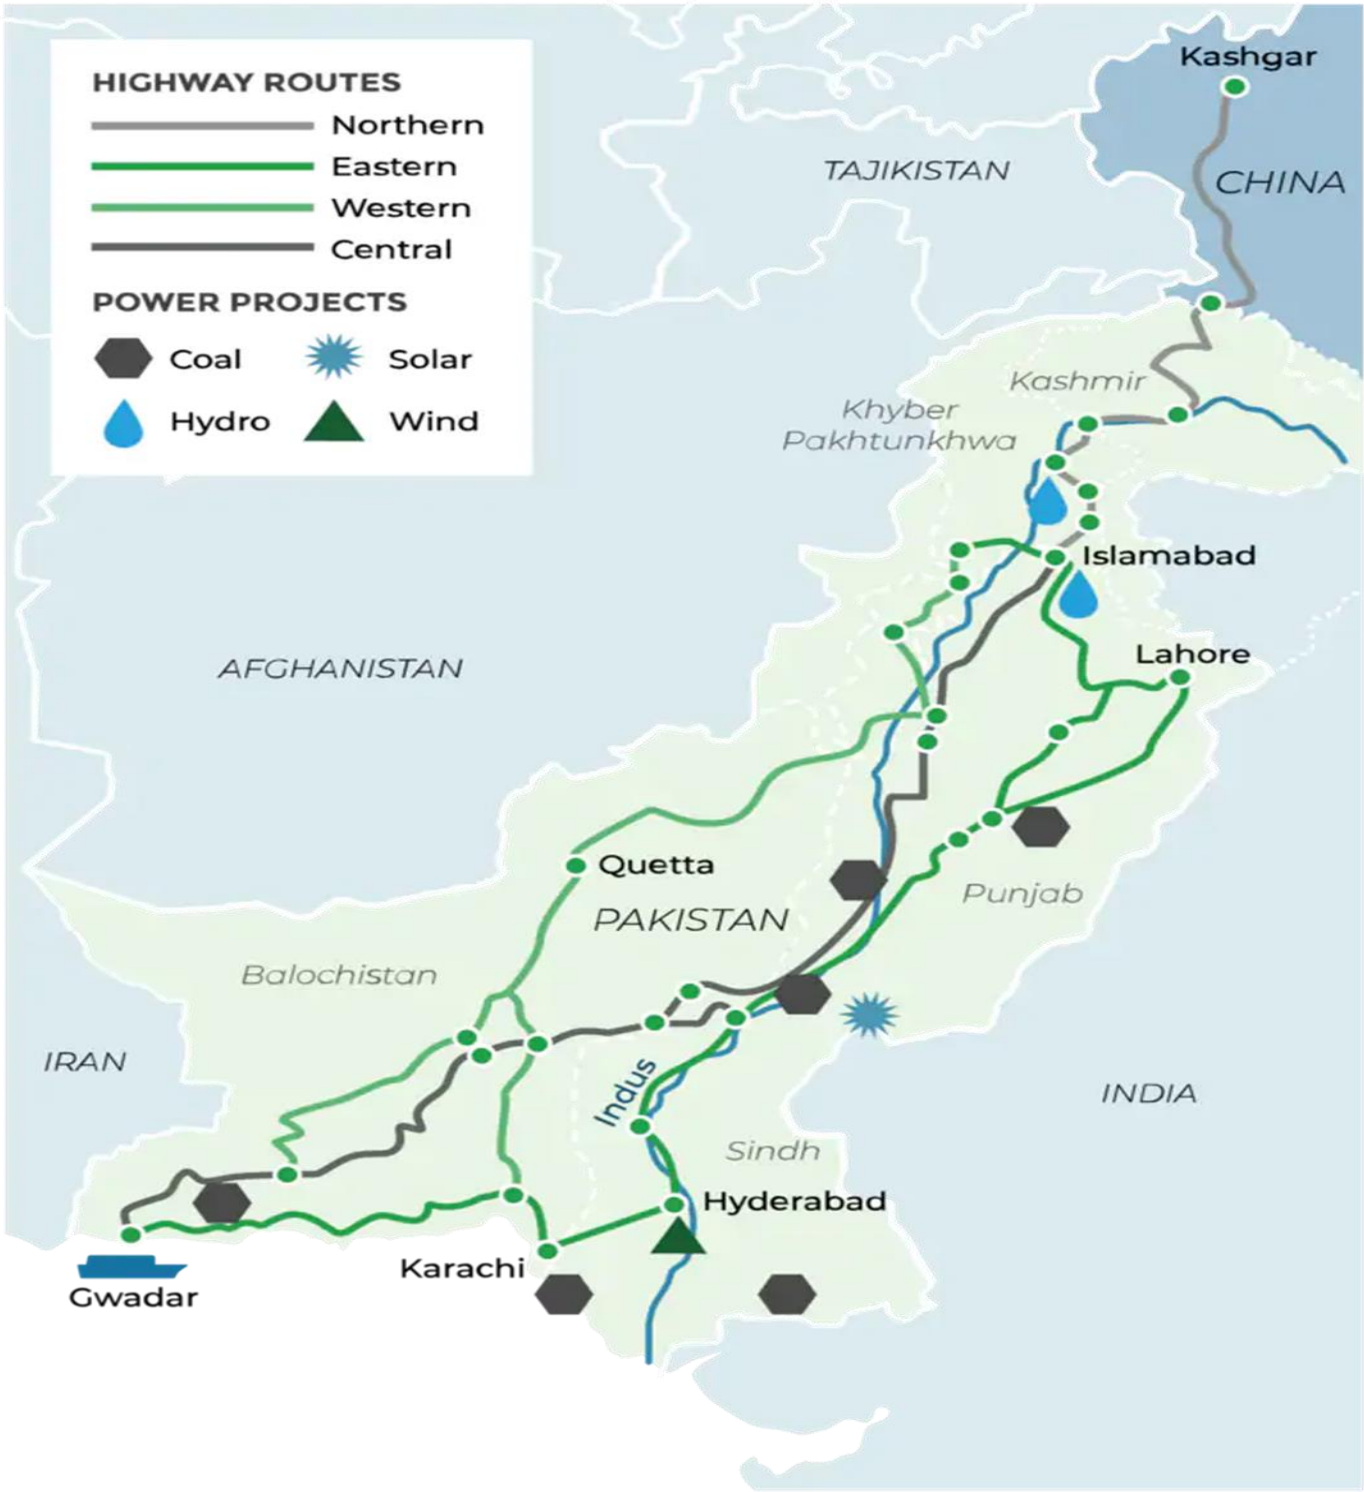 HIGHWAY ROUTES
Northern
Eastern
Western
Central
POWER PROJECTS
Coal
Solar
Hydro
Wind
Kashgar
TAJIKISTAN
CHINA
Kashmir
Khyber
Pakhtunkhwa
Islamabad
Lahore
AFGHANISTAN
Quetta
PAKISTAN
Punjab
Balochistan
IRAN
Indus
INDIA
Sindh
Hyderabad
Karachi
Gwadar